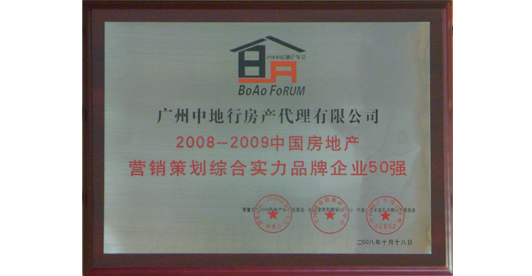 BoAo FoRUM
广州中地行房产代理有限公司
2008-2009中国房地产
营销策划综合实力品牌企业50强
二〇〇八年十月十八日